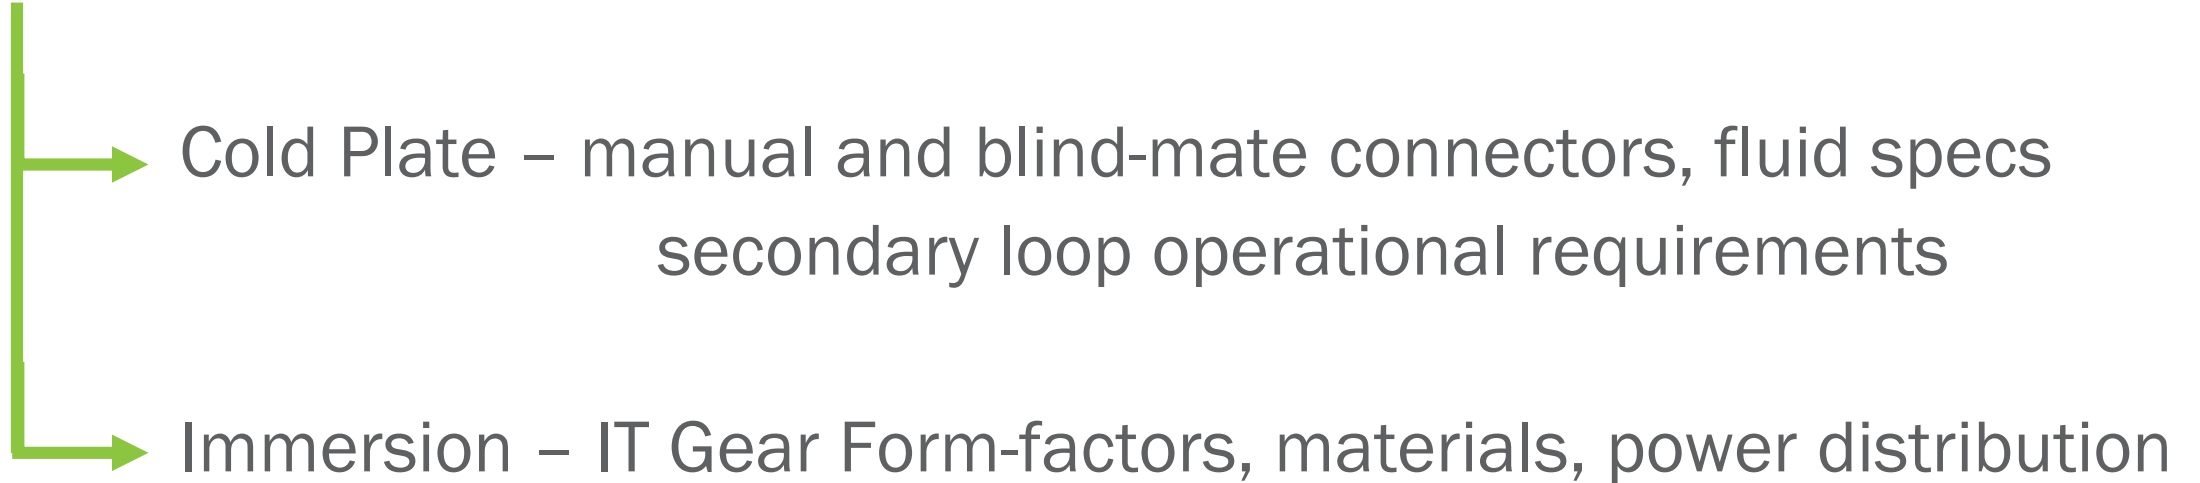 Cold Plate – manual and blind-mate connectors, fluid specs
secondary loop operational requirements
Immersion – IT Gear Form-factors, materials, power distribution